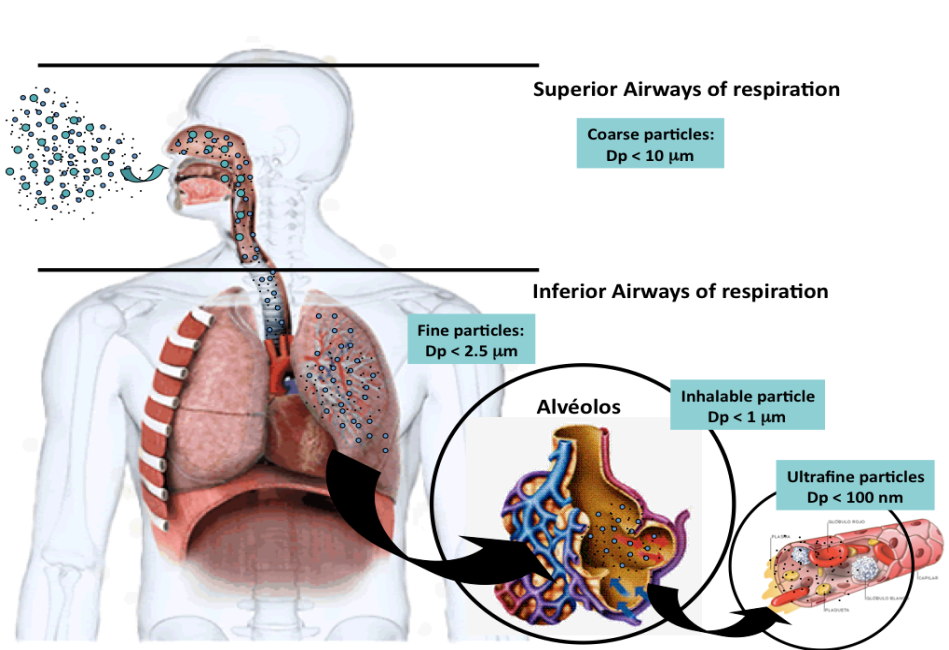 Superior Airways of respiration
Coarse particles:
Dp < 10 μm
Inferior Airways of respiration
Fine particles:
Dp < 2.5 μm
Alvéolos
Inhalable particle
Dp < 1 μm
Ultrafine particles
Dp < 100 nm
GLOBULO ROJO
PLASMA
CAPILAR
GLOBULO BLANCO
PLAQUETA